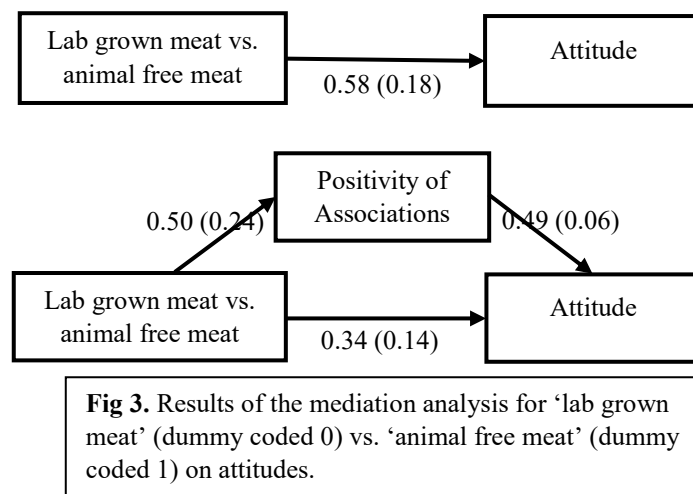 Lab grown meat vs.
animal free meat
Attitude
0.58 (0.18)
Positivity of
Associations
0.50 (0.24)
0.49 (0.06)
Lab grown meat vs.
animal free meat
Attitude
0.34 (0.14)
Fig 3. Results of the mediation analysis for ‘lab grown
meat’ (dummy coded 0) vs. ‘animal free meat’ (dummy
coded 1) on attitudes.